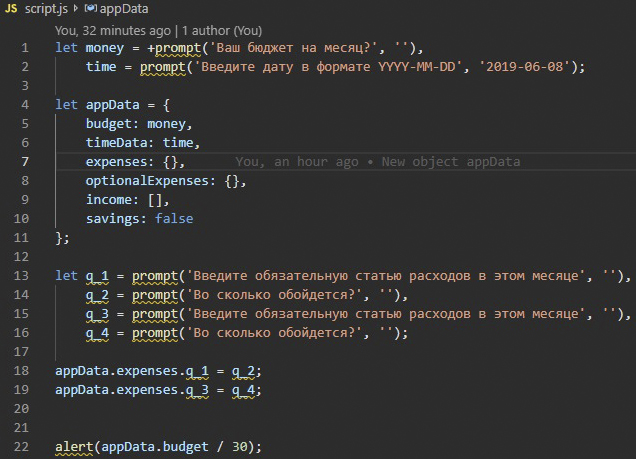 JS script.js > appData
You, 32 minutes ago | 1 author (You)
1 let money = +prompt('Ваш бюджет на месяц?', ''),
2 time = prompt('Введите дату в формате YYYY-MM-DD', '2019-06-08');
3
4 let appData = {
5 budget: money,
6 timeData: time,
7 expenses: {}, You, an hour ago • New object appData
8 optionalExpenses: {},
9 income: [],
10 savings: false
11 };
12
13 let q_1 = prompt('Введите обязательную статью расходов в этом месяце', ''),
14 q_2 = prompt('Во сколько обойдется?', ''),
15 q_3 = prompt('Введите обязательную статью расходов в этом месяце', ''),
16 q_4 = prompt('Во сколько обойдется?', '');
17
18 appData.expenses.q_1 = q_2;
19 appData.expenses.q_3 = q_4;
20
21
22 alert(appData.budget / 30);